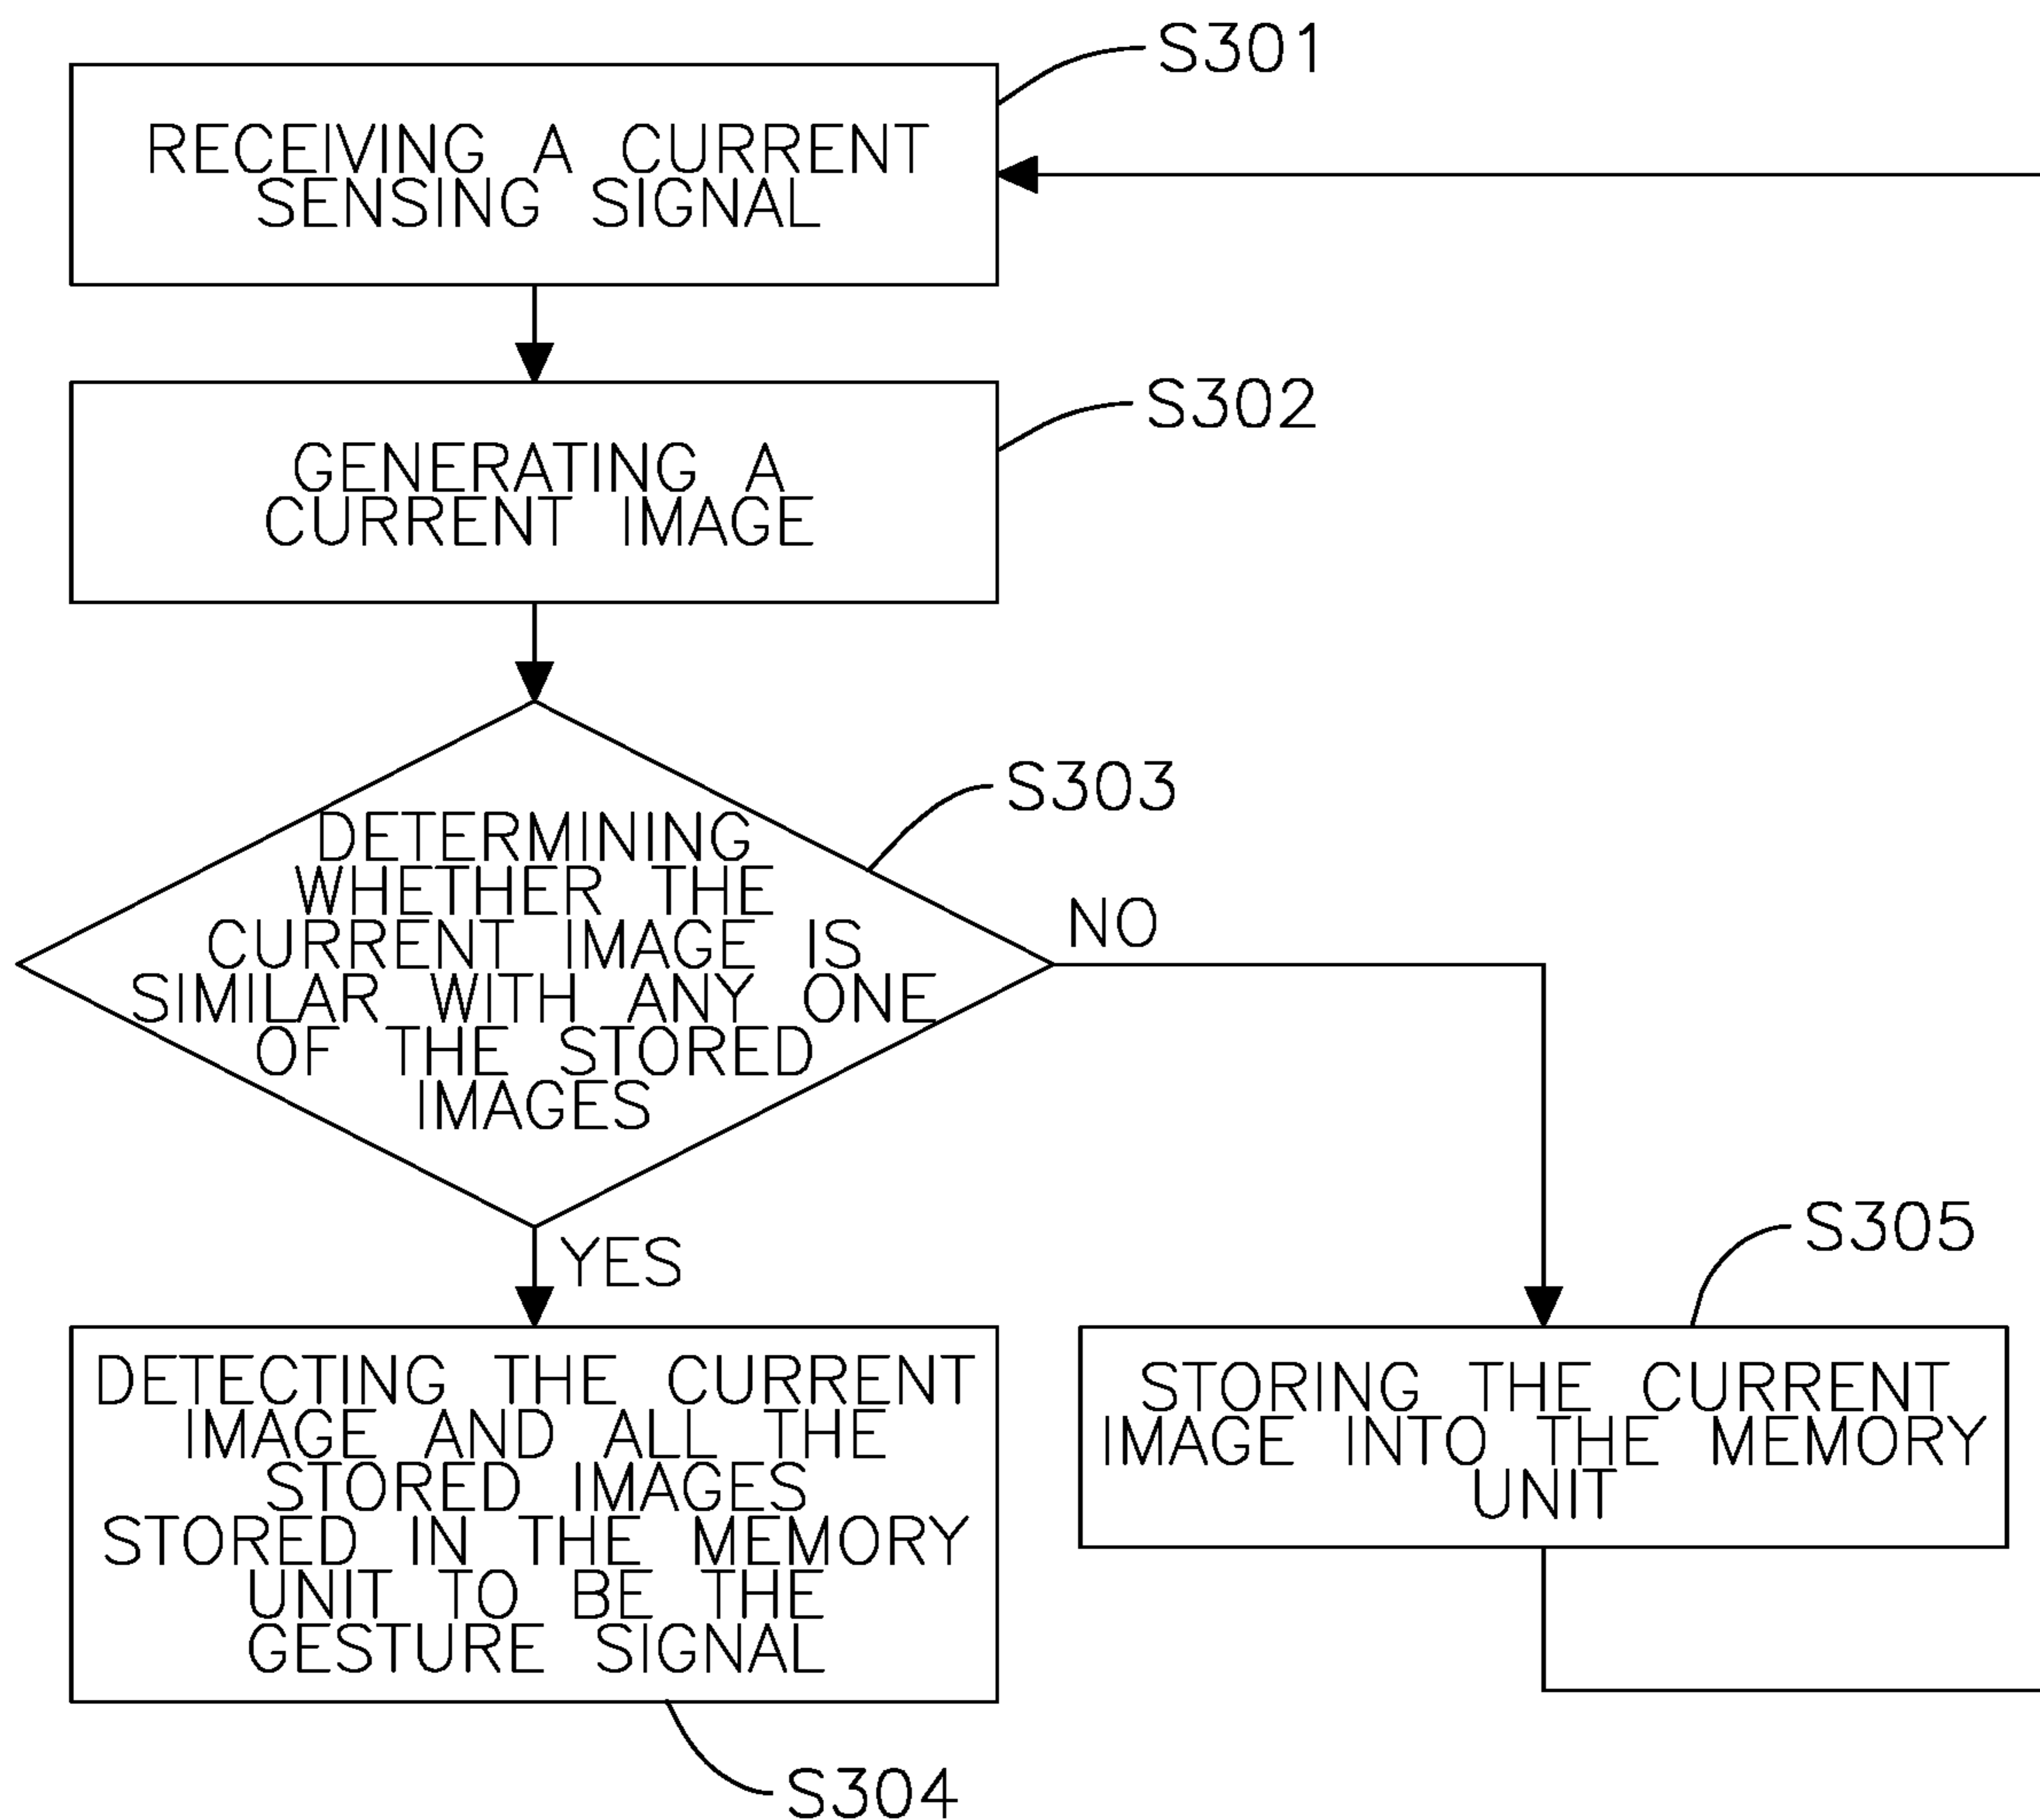 S301
RECEIVING A CURRENT
SENSING SIGNAL
S302
GENERATING A
CURRENT IMAGE
S303
DETERMINING
WHETHER THE
CURRENT IMAGE IS
SIMILAR WITH ANY ONE
OF THE STORED
IMAGES
NO
YES
S305
DETECTING THE CURRENT
IMAGE AND ALL THE
STORED IMAGES
STORED IN THE MEMORY
UNIT TO BE THE
GESTURE SIGNAL
STORING THE CURRENT
IMAGE INTO THE MEMORY
UNIT
S304